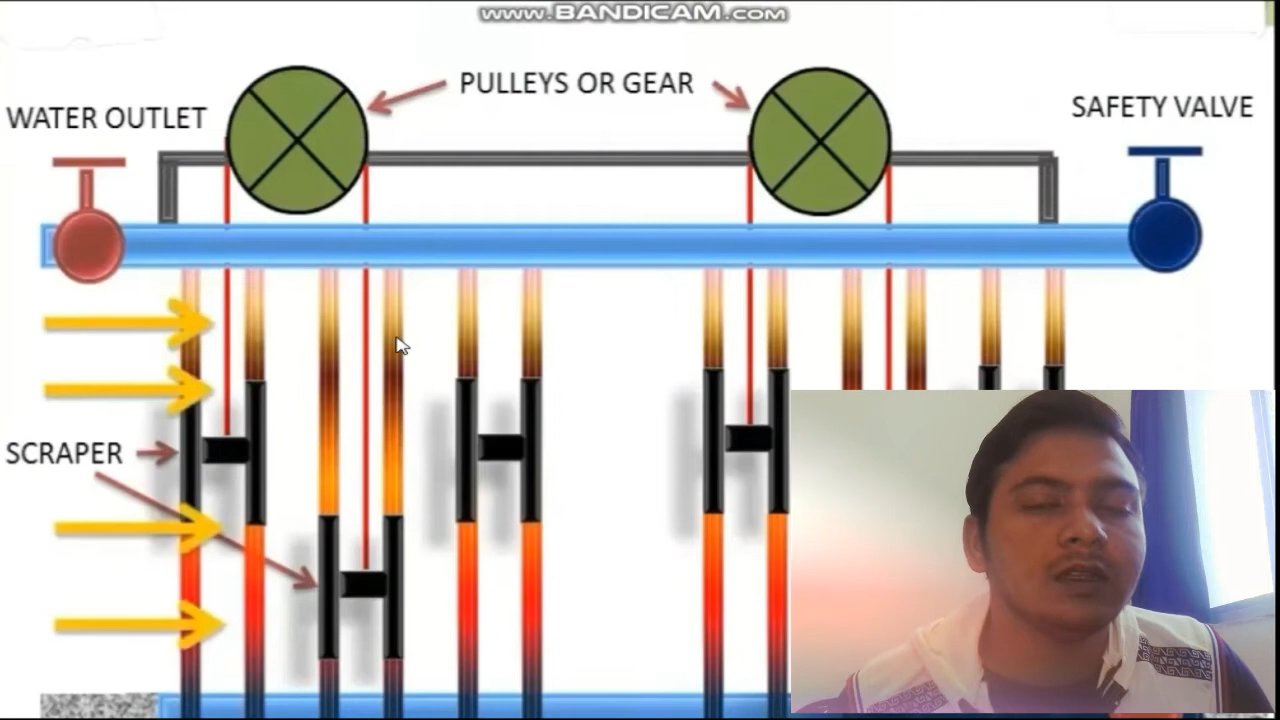 www.BANDICAM.com
PULLEYS OR GEAR
WATER OUTLET
SAFETY VALVE
SCRAPER